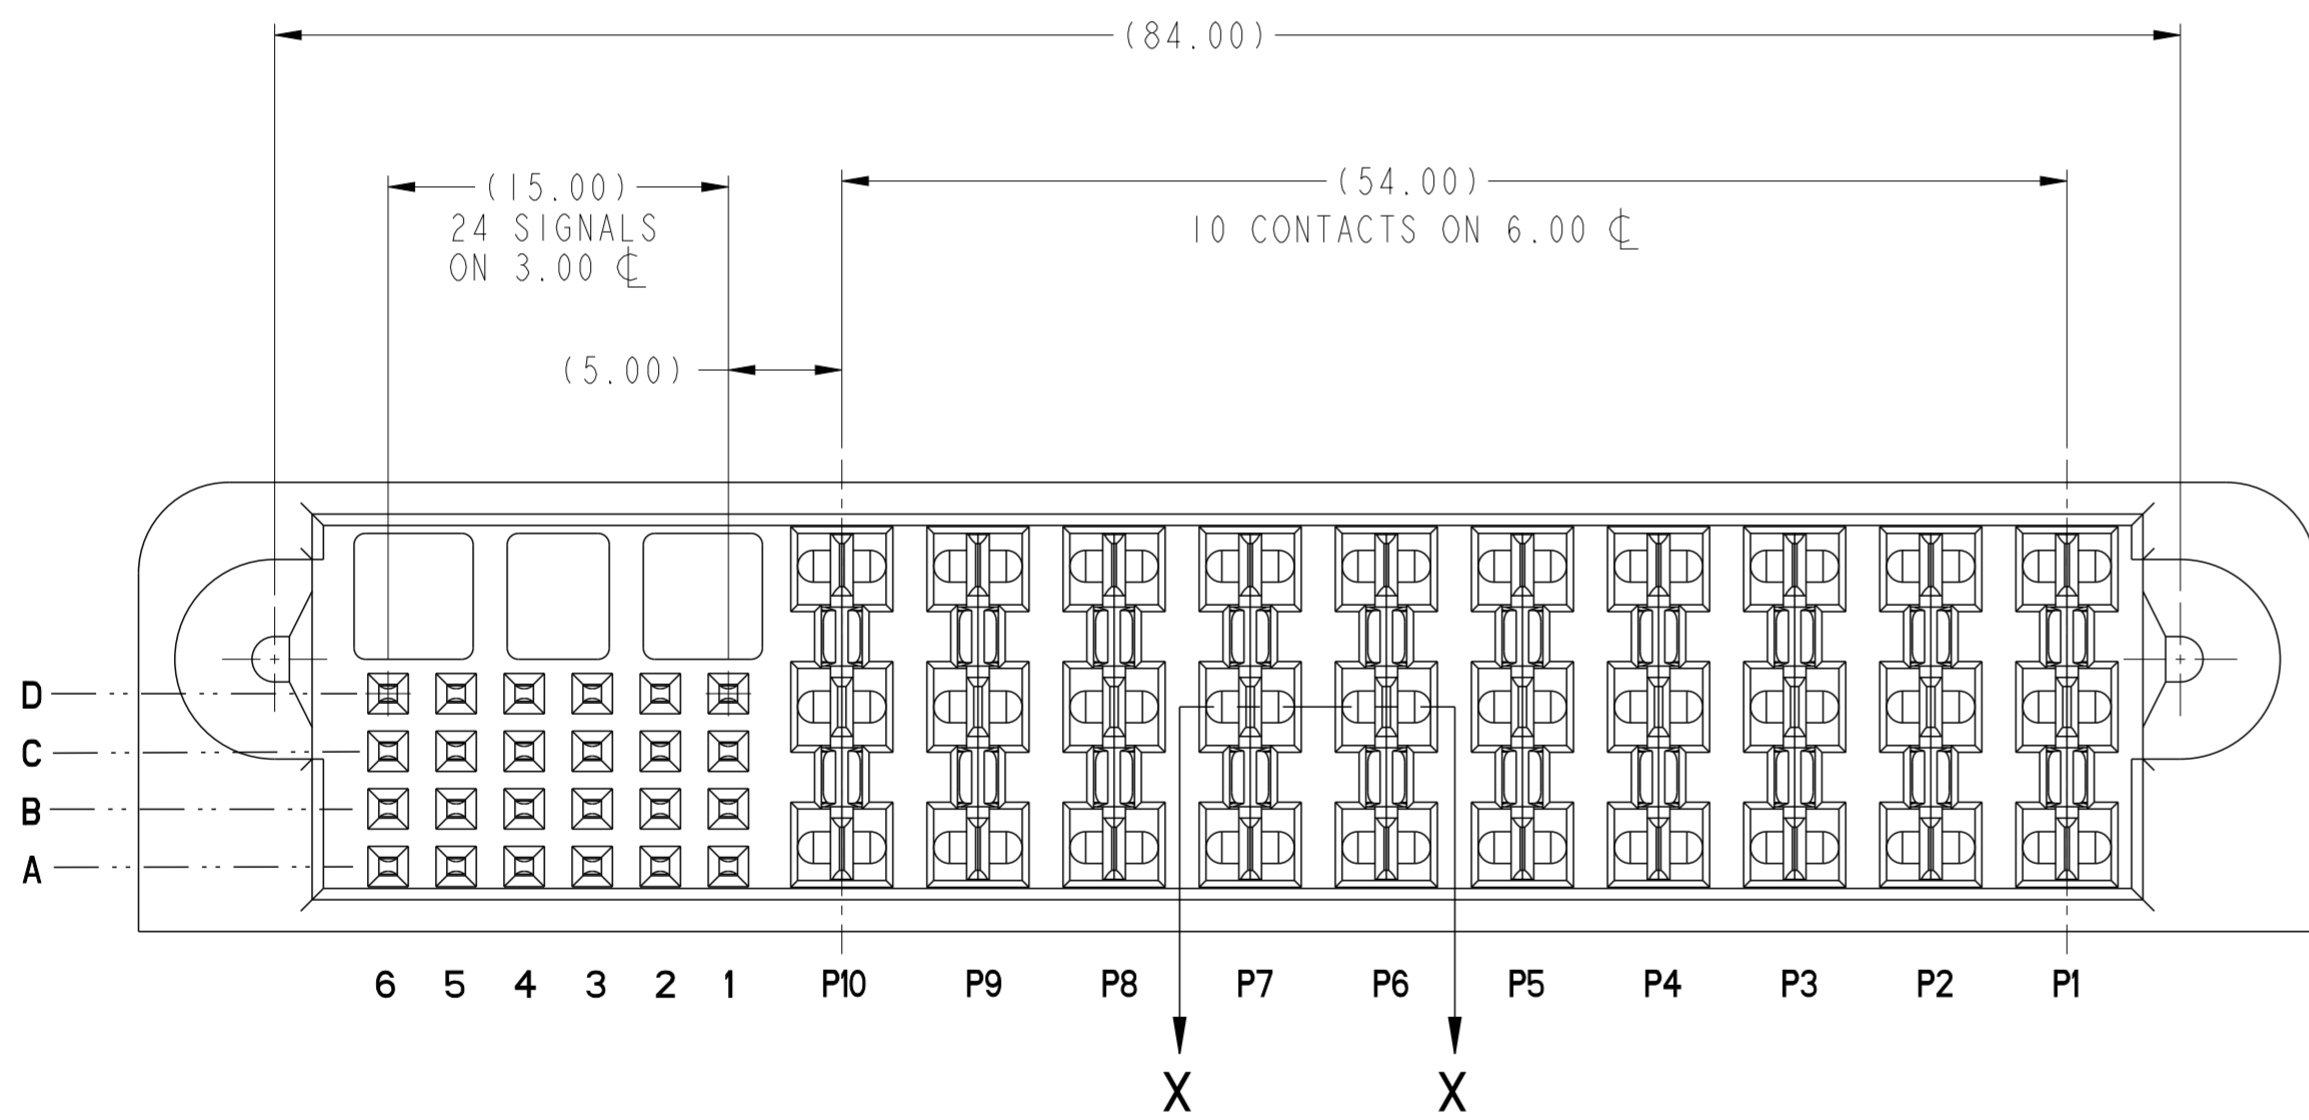 (84.00)
(15.00)
24 SIGNALS
ON 3.00 ℄
(54.00)
10 CONTACTS ON 6.00 ℄
(5.00)
D
C
B
A
6 5 4 3 2 1 P10 P9 P8 P7 P6 P5 P4 P3 P2 P1
X X